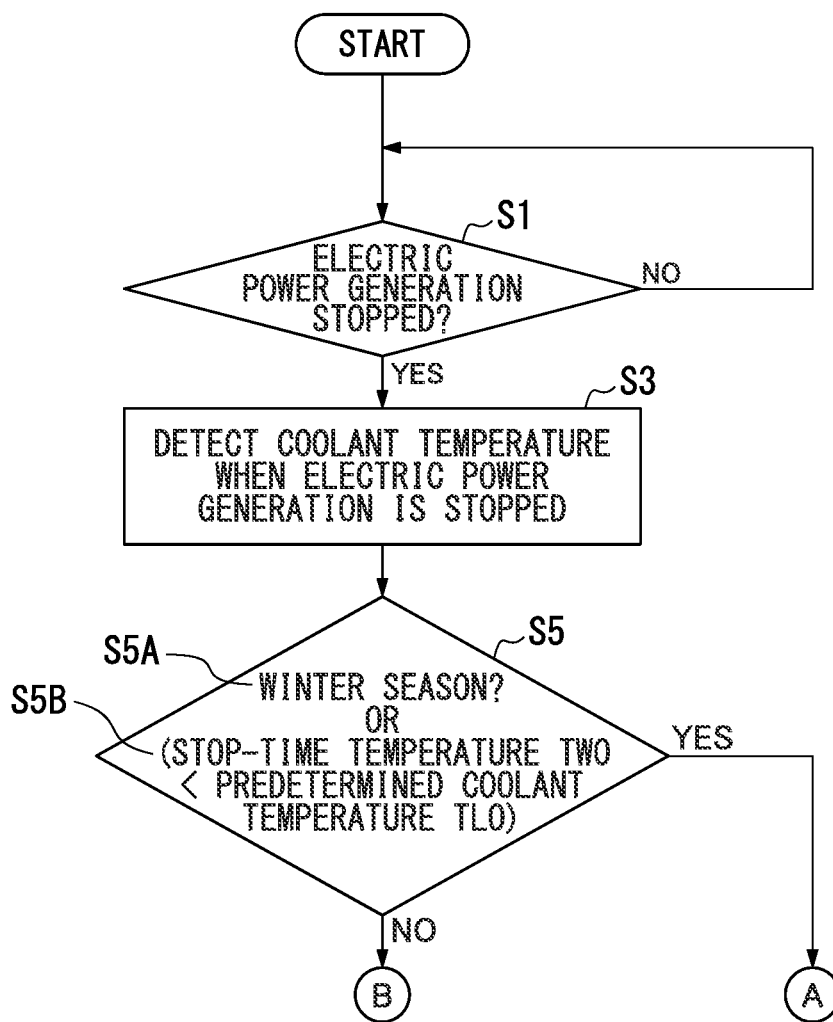 START
S1
ELECTRIC
POWER GENERATION
STOPPED?
NO
YES
S3
DETECT COOLANT TEMPERATURE
WHEN ELECTRIC POWER
GENERATION IS STOPPED
S5
S5A
WINTER SEASON?
S5B
OR
(STOP-TIME TEMPERATURE TWO
< PREDETERMINED COOLANT
TEMPERATURE TLO)
YES
NO
B
A